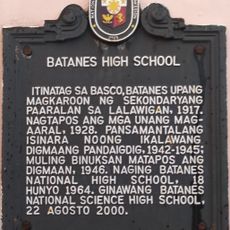 BATANES HIGH SCHOOL
ITINATAG SA BASCO, BATANES UPANG
MAGKAROON NG SEKONDARYANG
PAARALAN SA LALAWIGAN, 1917.
NAGTAPOS ANG MGA UNANG MAG-
AARAL, 1928. PANSAMANTALANG
ISINARA NOONG IKALAWANG
DIGMAANG PANDAIGDIG, 1942-1945;
MULING BINUKSAN MATAPOS ANG
DIGMAAN, 1946. NAGING BATANES
NATIONAL HIGH SCHOOL, 18
HUNYO 1964. GINAWANG BATANES
NATIONAL SCIENCE HIGH SCHOOL,
22 AGOSTO 2000.